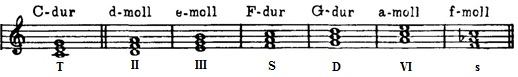 C-dur d-moll e-moll F-dur G-dur a-moll f-moll
T II III S D VI s